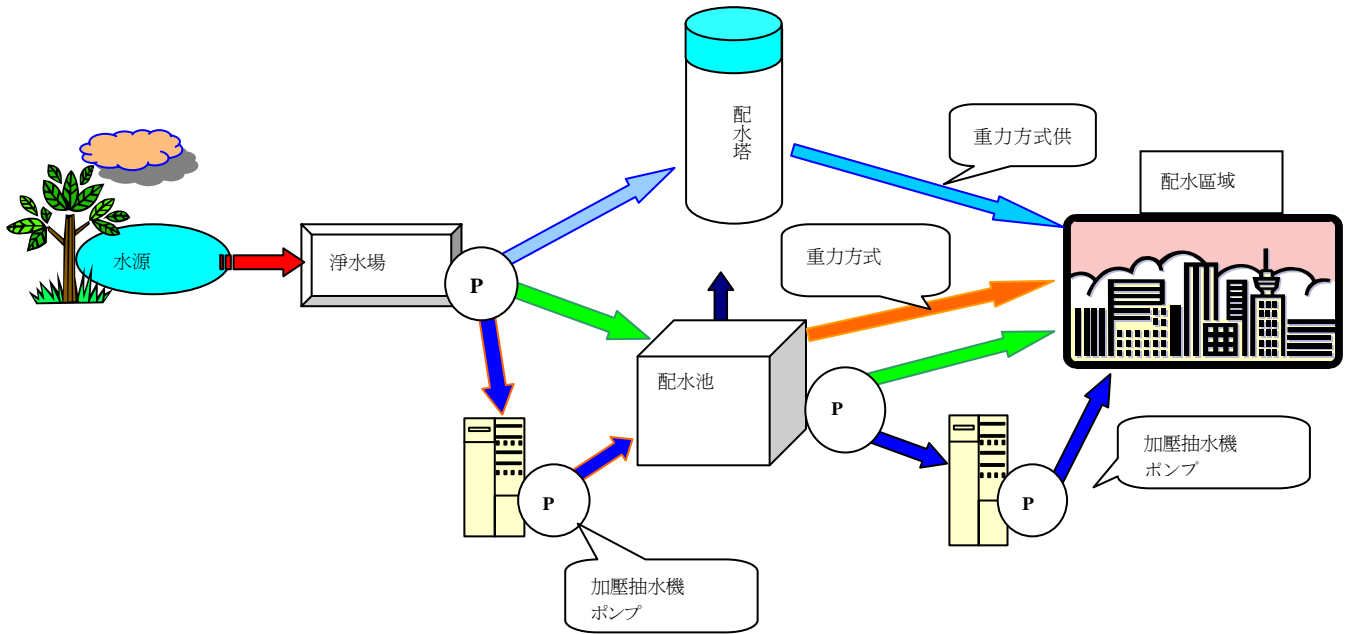 配水塔
重力方式供
配水區域
水源
淨水場
重力方式
P
配水池
P
P
P
加壓抽水機
ポンプ
加壓抽水機
ポンプ